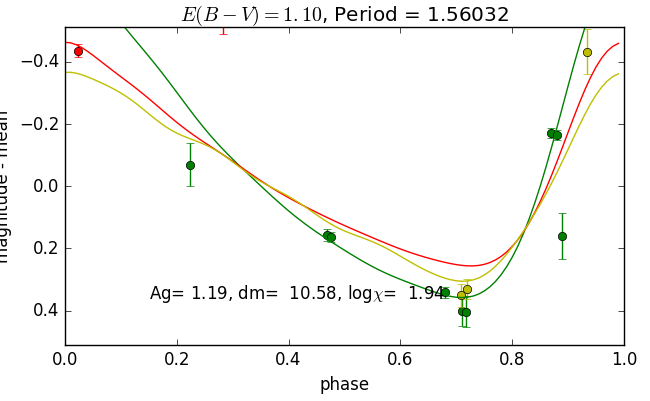 E(B−V)=1.10, Period = 1.56032
magnitude - mean
−0.4
−0.2
0.0
0.2
0.4
Ag= 1.19, dm= 10.58, logχ= 1.94
0.0 0.2 0.4 0.6 0.8 1.0
phase